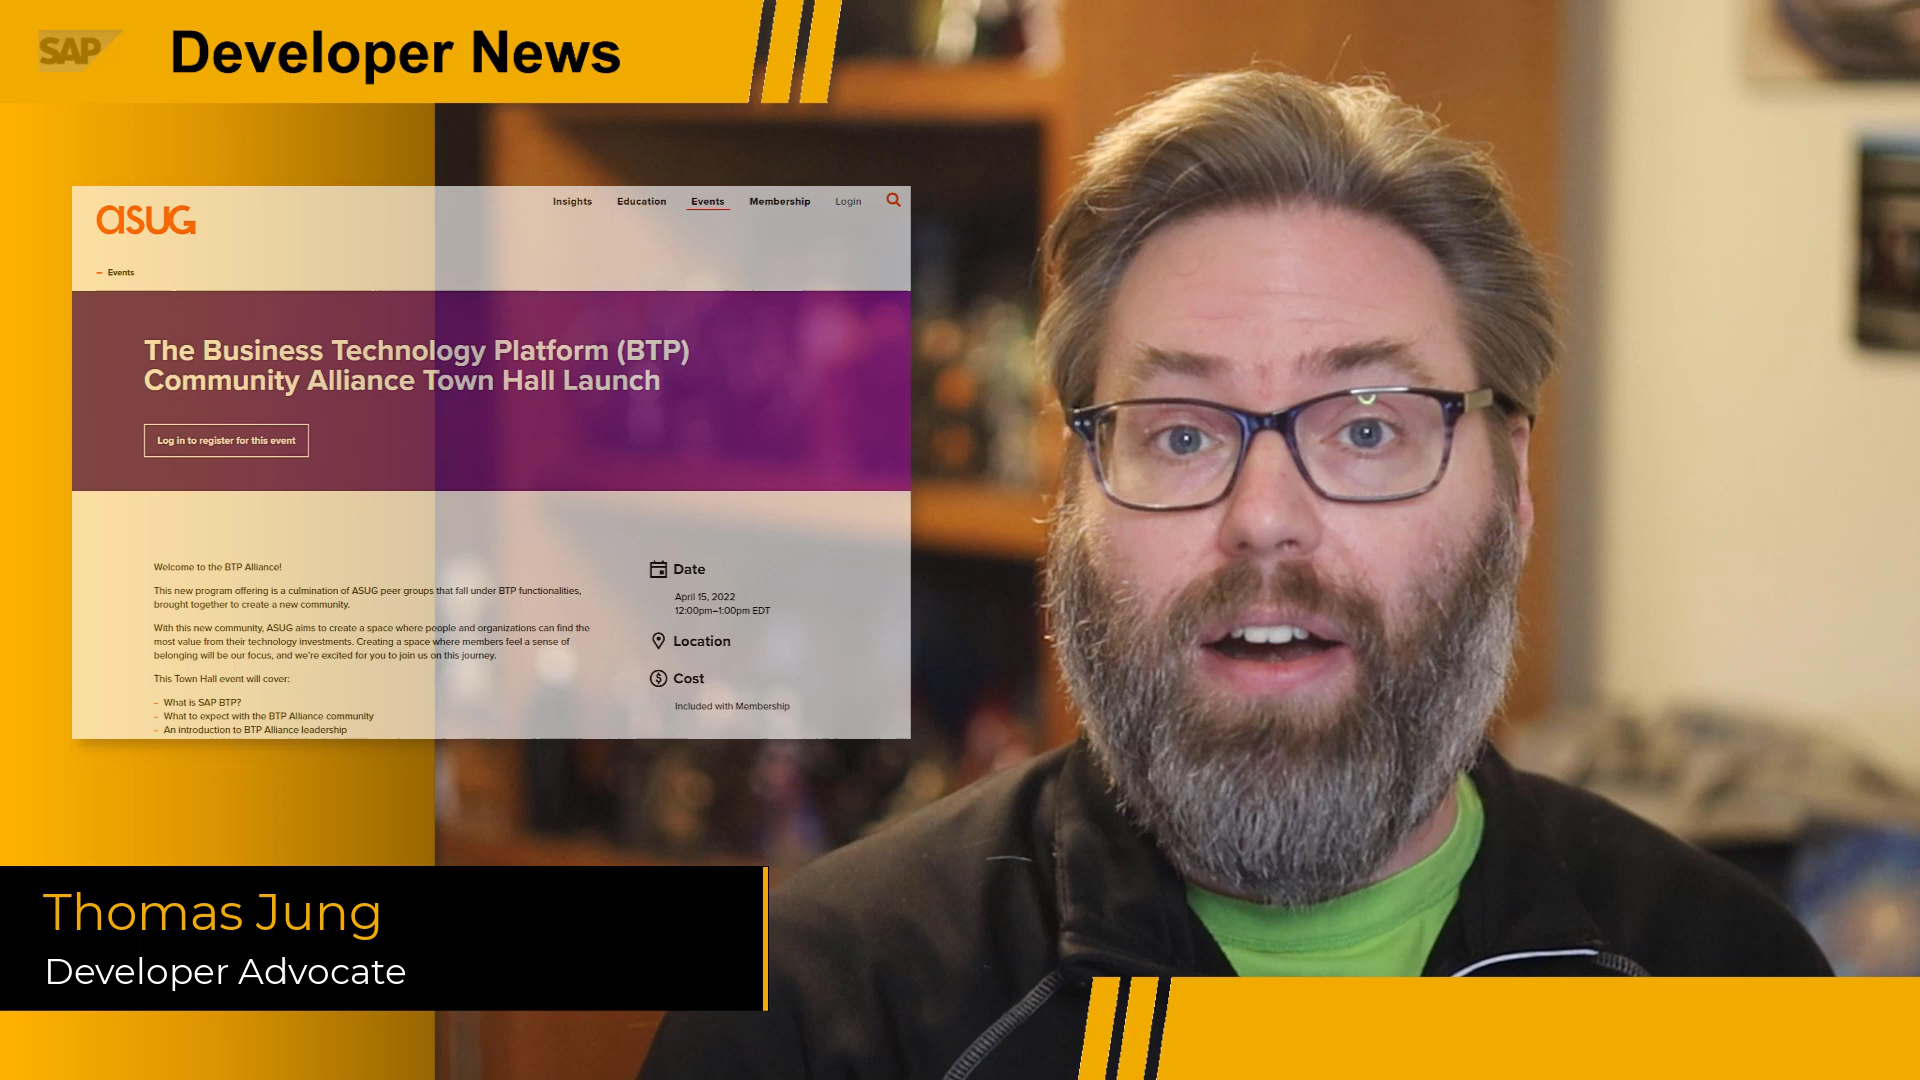 SAP
Developer News
asug
Insights Education Events Membership Login
– Events
The Business Technology Platform (BTP)
Community Alliance Town Hall Launch
Log in to register for this event
Welcome to the BTP Alliance!
This new program offering is a culmination of ASUG peer groups that fall under BTP functionalities,
brought together to create a new community.
With this new community, ASUG aims to create a space where people and organizations can find the
most value from their technology investments. Creating a space where members feel a sense of
belonging will be our focus, and we're excited for you to join us on this journey.
This Town Hall event will cover:
– What is SAP BTP?
– What to expect with the BTP Alliance community
– An introduction to BTP Alliance leadership
Date
April 15, 2022
12:00pm–1:00pm EDT
Location
Cost
Included with Membership
Thomas Jung
Developer Advocate